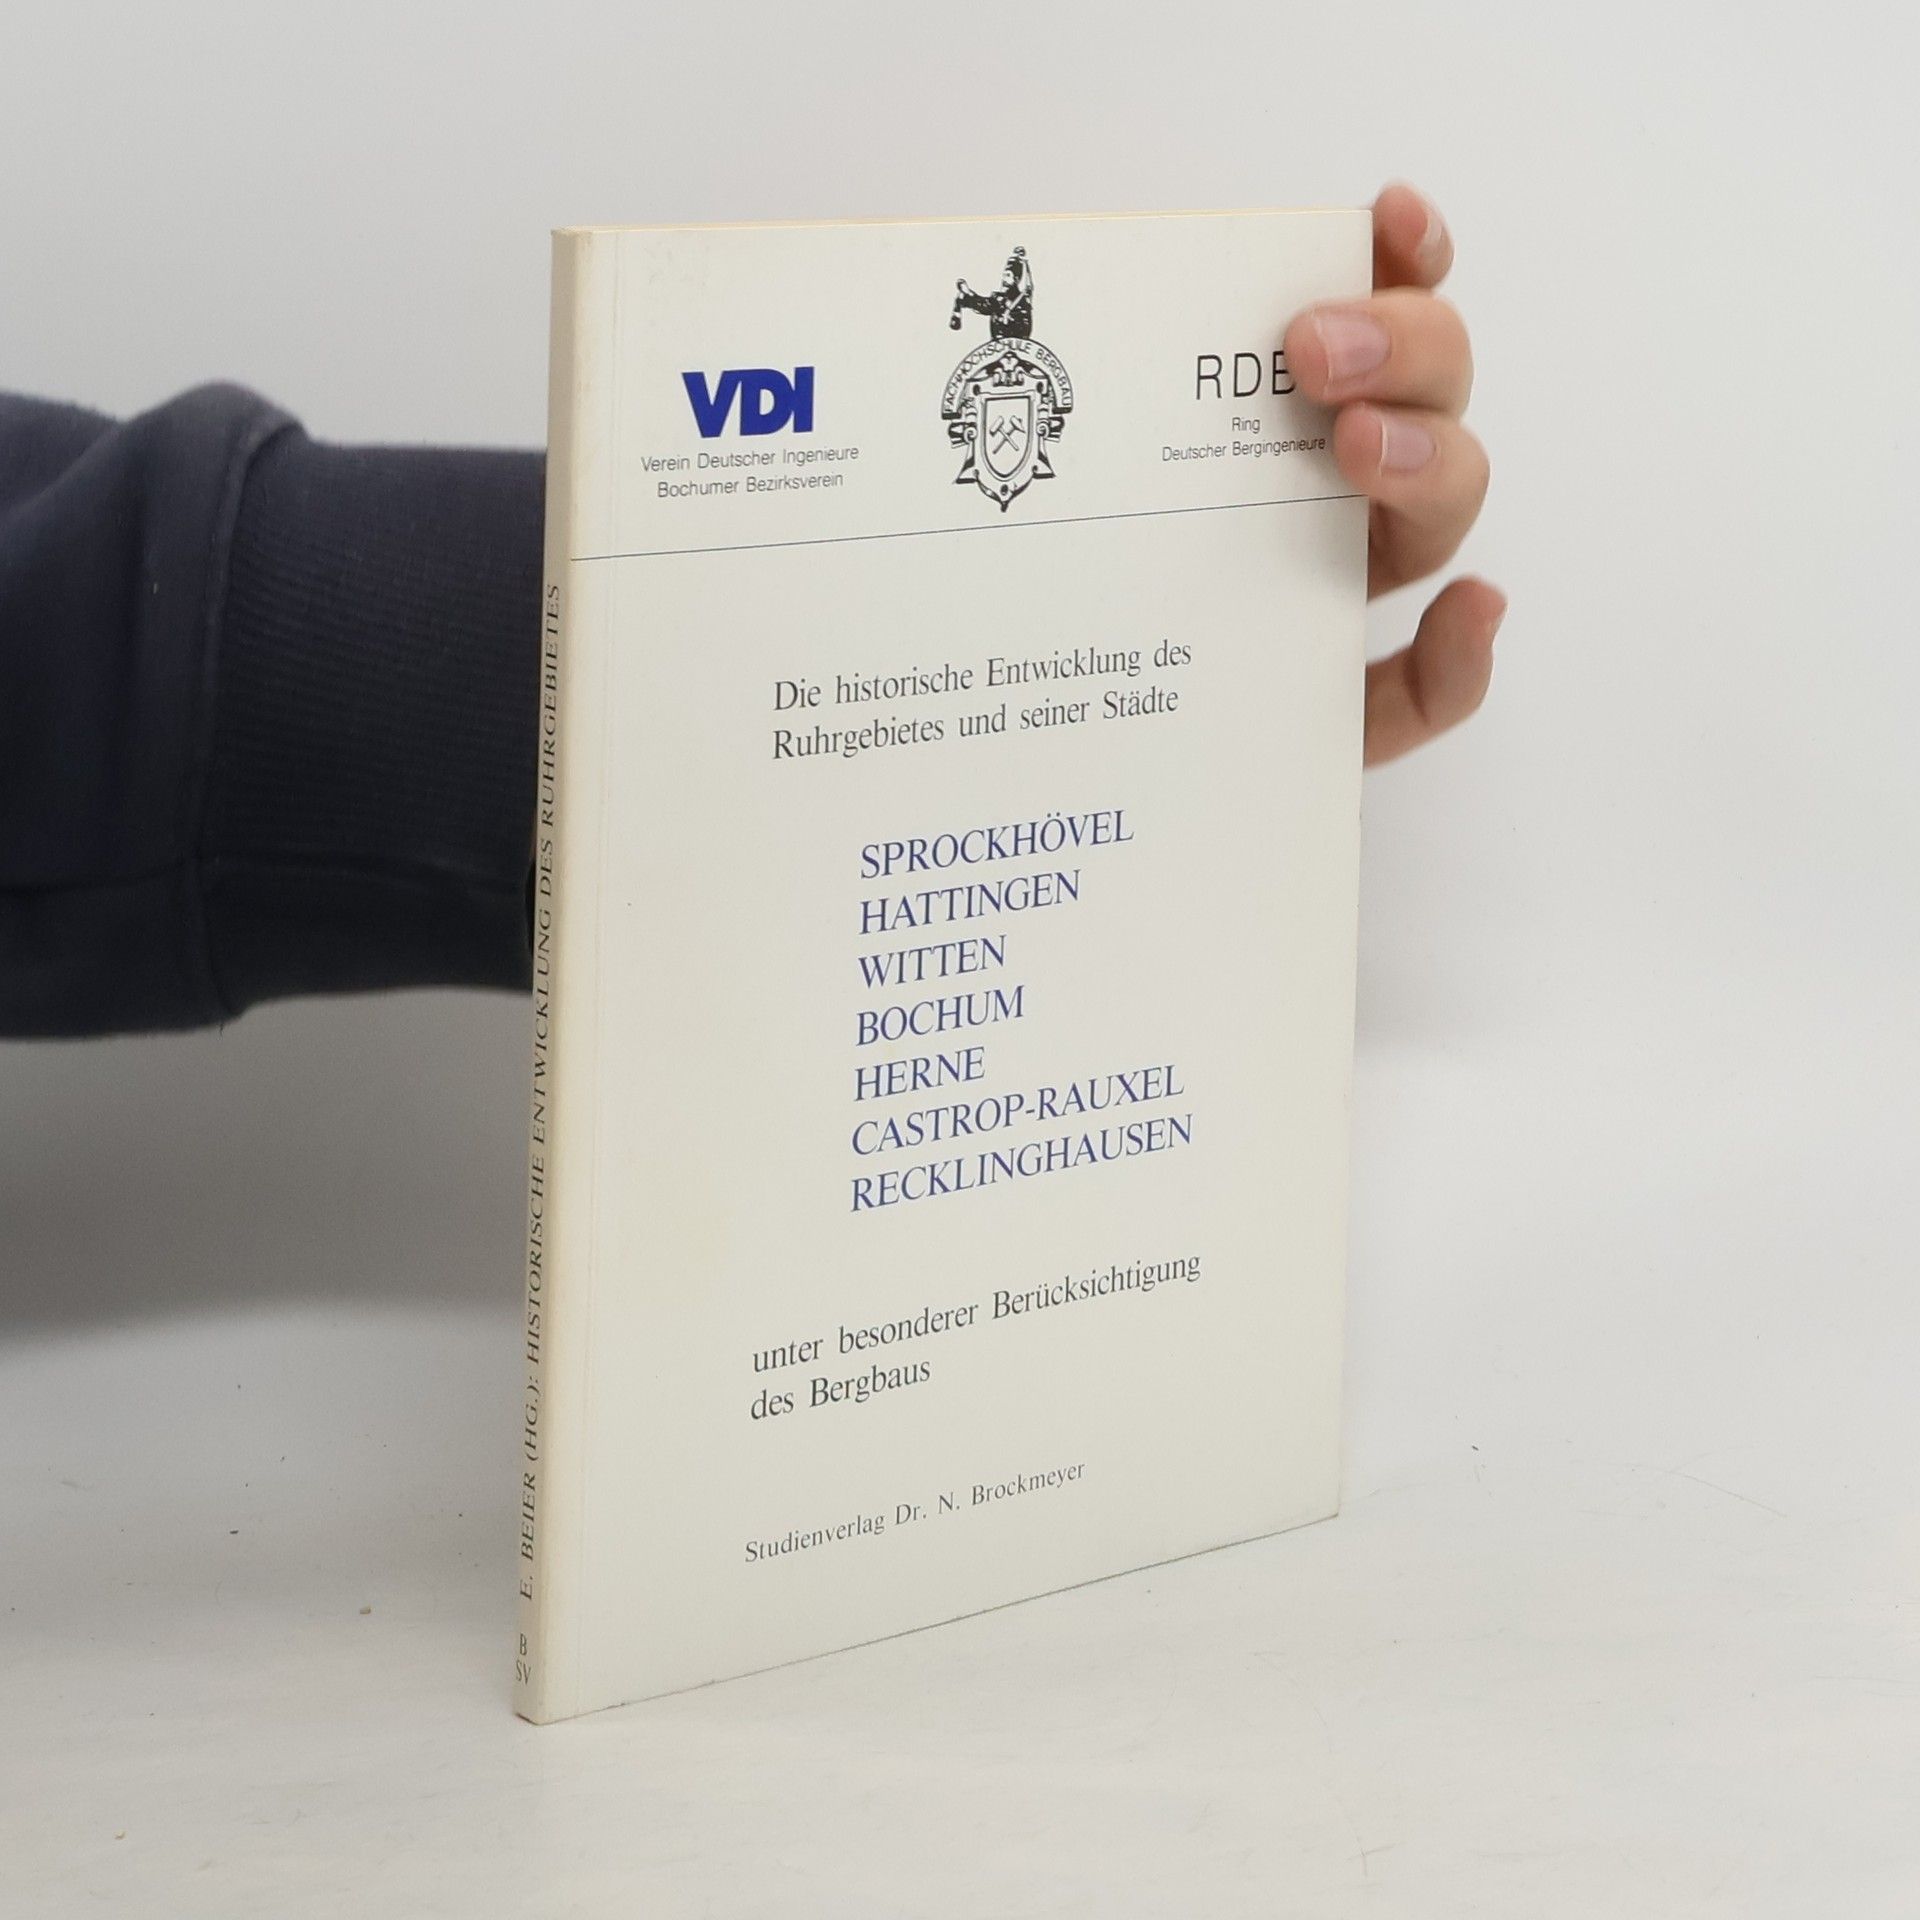 VDI
Verein Deutscher Ingenieure
Bochumer Bezirksverein
FACHHOCHSCHULE BERGBAU
RDB
Ring
Deutscher Bergingenieure
Die historische Entwicklung des
Ruhrgebietes und seiner Städte
SPROCKHÖVEL
HATTINGEN
WITTEN
BOCHUM
HERNE
CASTROP-RAUXEL
RECKLINGHAUSEN
unter besonderer Berücksichtigung
des Bergbaus
Studienverlag Dr. N. Brockmeyer
E. BEIER (HG.): HISTORISCHE ENTWICKLUNG DES RUHRGEBIETES
B
SV